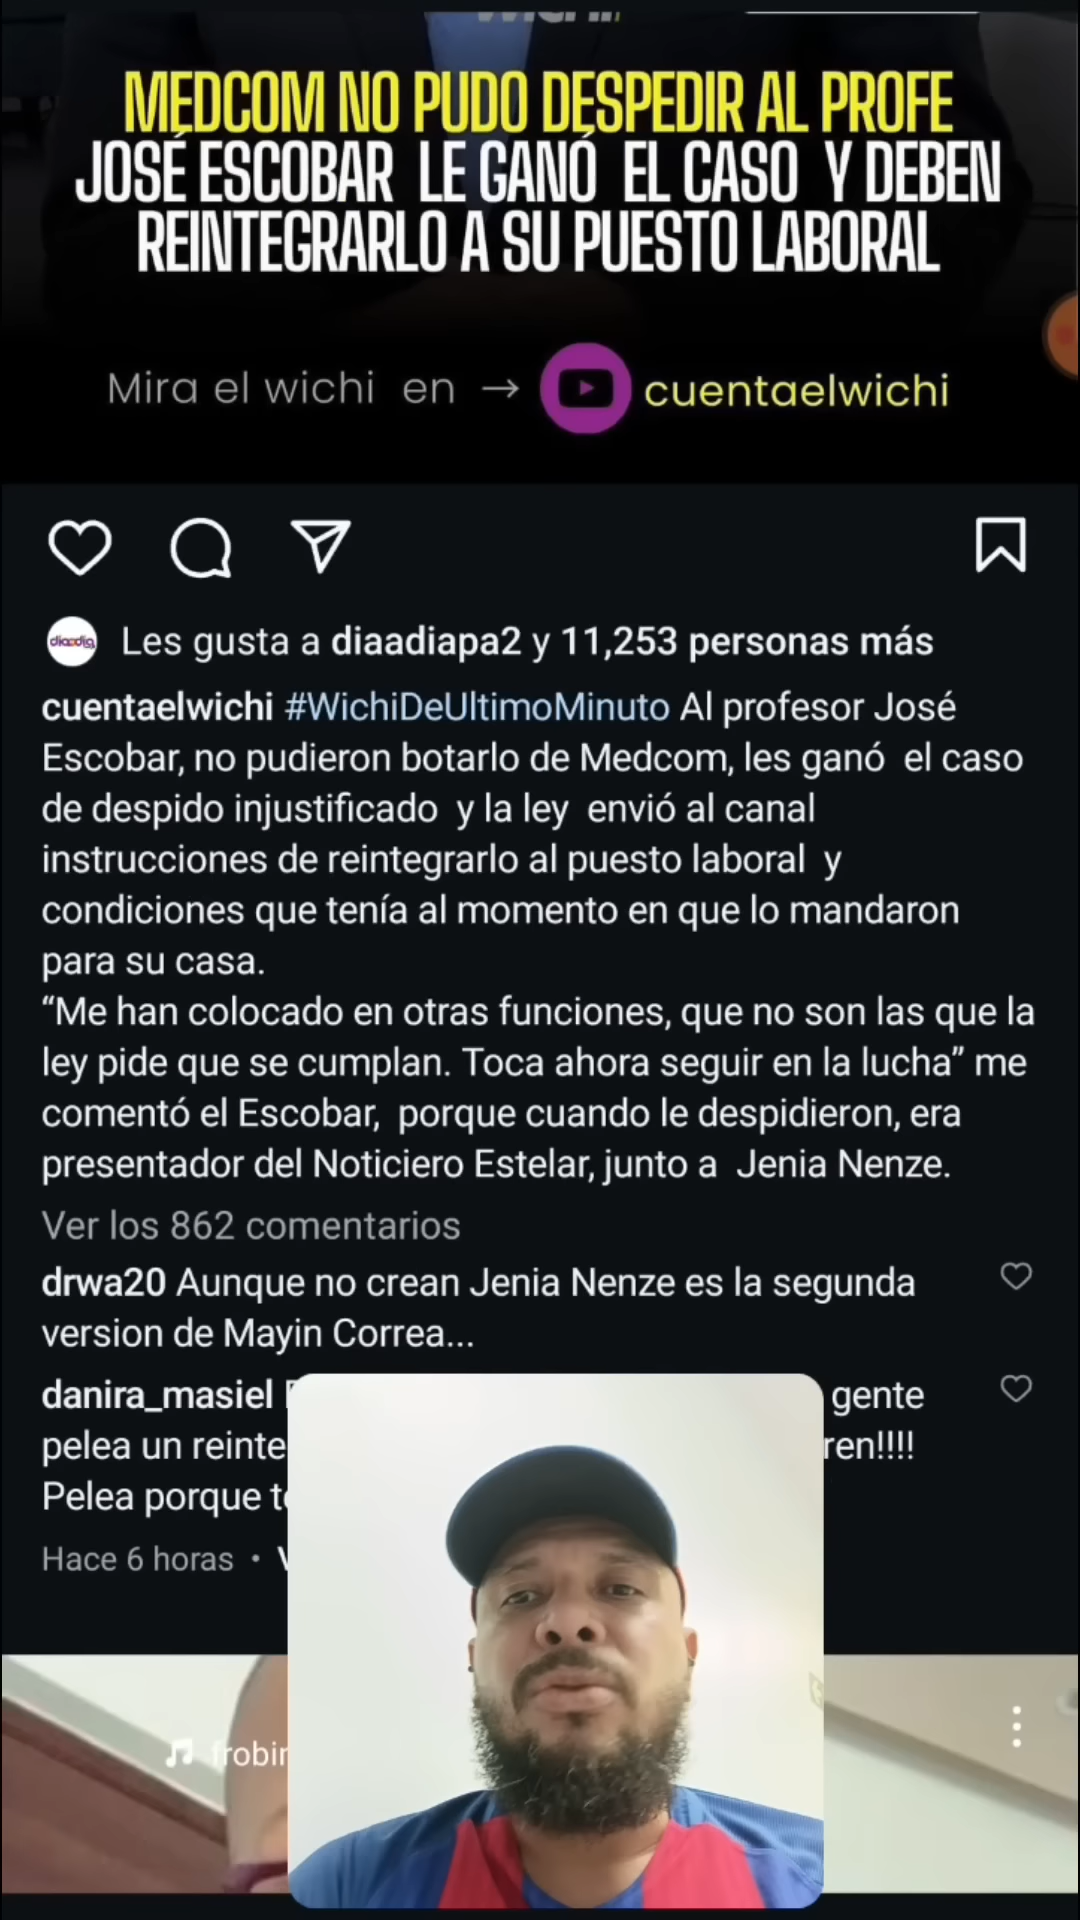 MEDCOM NO PUDO DESPEDIR AL PROFE
JOSÉ ESCOBAR LE GANÓ EL CASO Y DEBEN
REINTEGRARLO A SU PUESTO LABORAL
Mira el wichi en → cuentaelwichi
diaadia Les gusta a diaadiapa2 y 11,253 personas más
cuentaelwichi #WichiDeUltimoMinuto Al profesor José
Escobar, no pudieron botarlo de Medcom, les ganó el caso
de despido injustificado y la ley envió al canal
instrucciones de reintegrarlo al puesto laboral y
condiciones que tenía al momento en que lo mandaron
para su casa.
“Me han colocado en otras funciones, que no son las que la
ley pide que se cumplan. Toca ahora seguir en la lucha” me
comentó el Escobar, porque cuando le despidieron, era
presentador del Noticiero Estelar, junto a Jenia Nenze.
Ver los 862 comentarios
drwa20 Aunque no crean Jenia Nenze es la segunda
version de Mayin Correa...
danira_masiel gente
pelea un reinte ren!!!!
Pelea porque
Hace 6 horas •
frobin